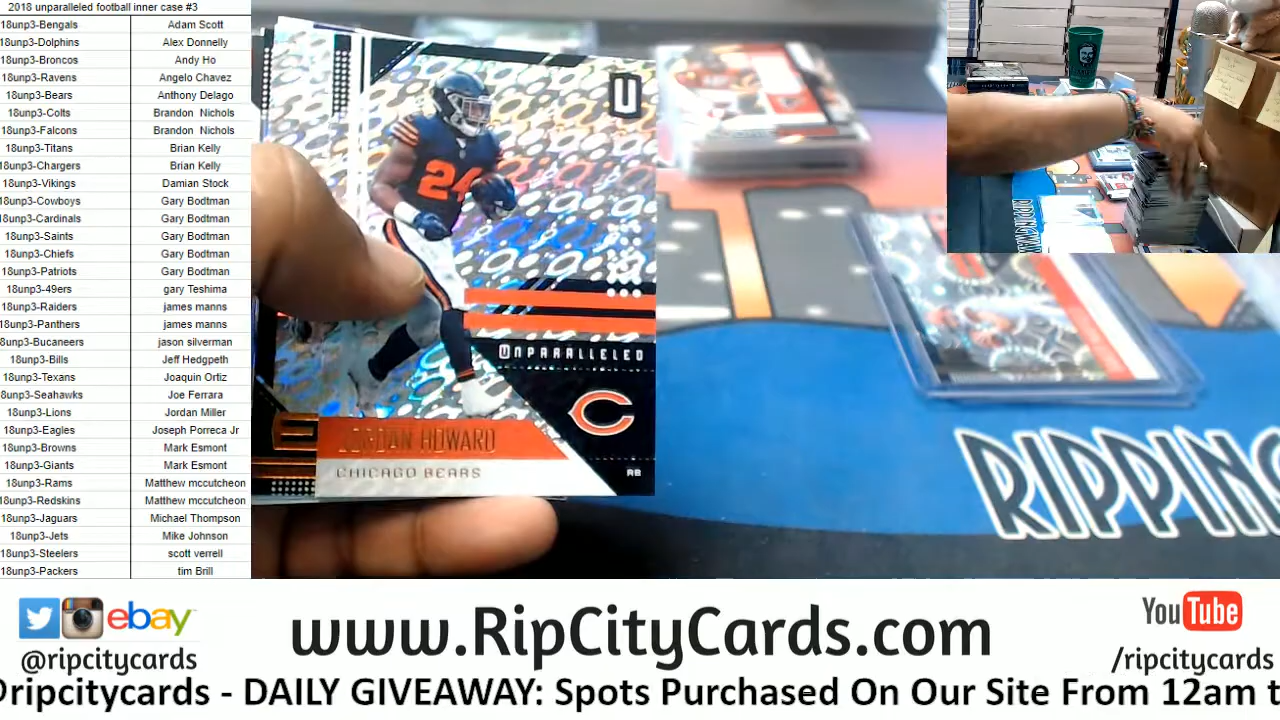 2018 unparalleled football inner case #3
18unp3-Bengals Adam Scott
18unp3-Dolphins Alex Donnelly
18unp3-Broncos Andy Ho
18unp3-Ravens Angelo Chavez
18unp3-Bears Anthony Delago
18unp3-Colts Brandon Nichols
18unp3-Falcons Brandon Nichols
18unp3-Titans Brian Kelly
18unp3-Chargers Brian Kelly
18unp3-Vikings Damian Stock
18unp3-Cowboys Gary Bodtman
18unp3-Cardinals Gary Bodtman
18unp3-Saints Gary Bodtman
18unp3-Chiefs Gary Bodtman
18unp3-Patriots Gary Bodtman
18unp3-49ers gary Teshima
18unp3-Raiders james manns
18unp3-Panthers james manns
8unp3-Bucaneers jason silverman
18unp3-Bills Jeff Hedgpeth
18unp3-Texans Joaquin Ortiz
18unp3-Seahawks Joe Ferrara
18unp3-Lions Jordan Miller
18unp3-Eagles Joseph Porreca Jr
18unp3-Browns Mark Esmont
18unp3-Giants Mark Esmont
18unp3-Rams Matthew mccutcheon
18unp3-Redskins Matthew mccutcheon
18unp3-Jaguars Michael Thompson
18unp3-Jets Mike Johnson
18unp3-Steelers scott verrell
18unp3-Packers tim Brill
U
24
UNPARALLELED
C
JORDAN HOWARD
CHICAGO BEARS
RB
RIPPING
ebay
@ripcitycards
www.RipCityCards.com
YouTube
/ripcitycards
@ripcitycards - DAILY GIVEAWAY: Spots Purchased On Our Site From 12am t